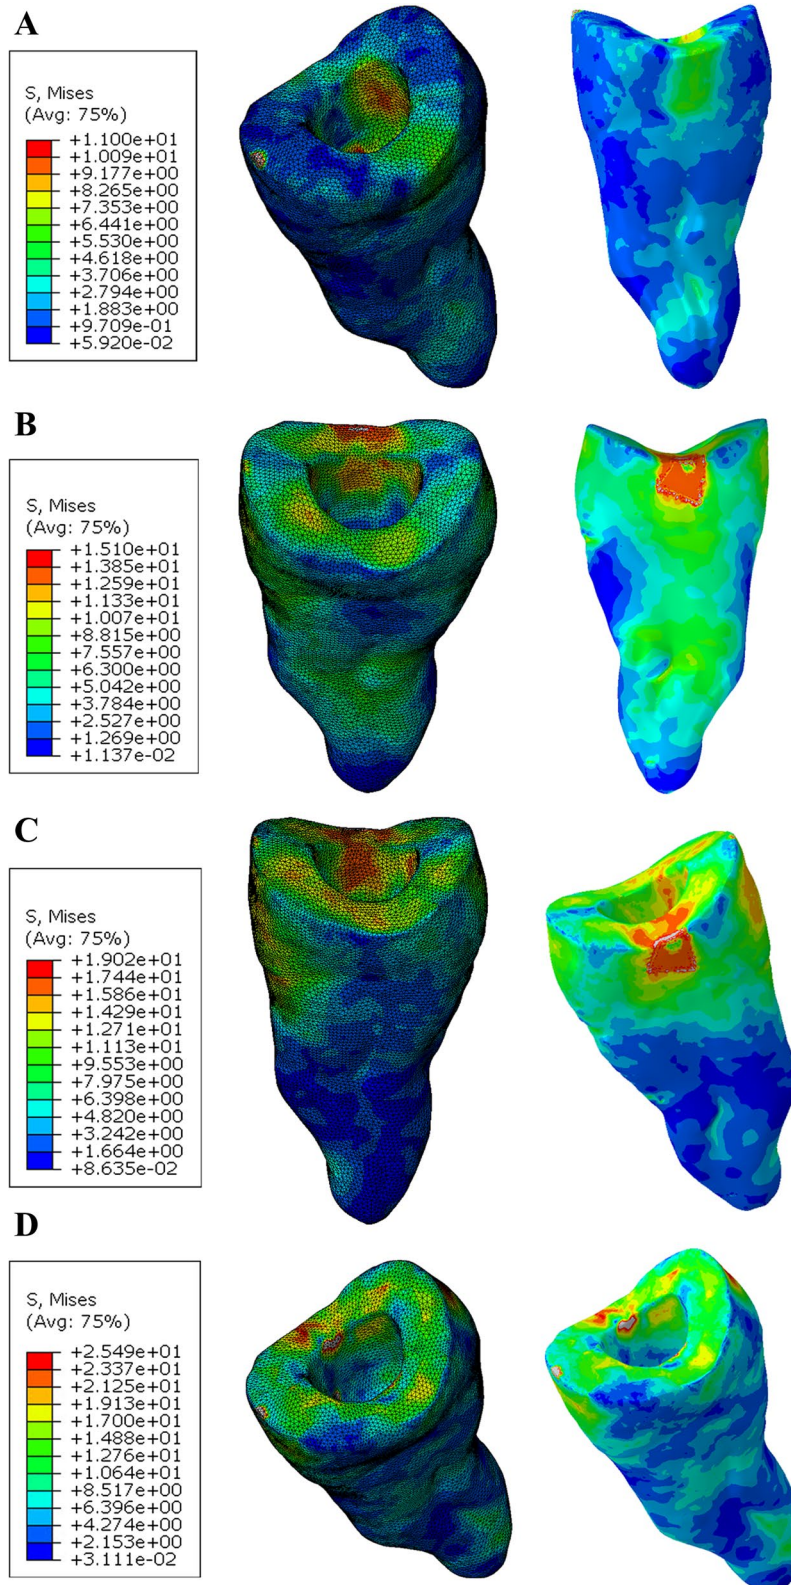 A
S, Mises
(Avg: 75%)
+1.100e+01
+1.009e+01
+9.177e+00
+8.265e+00
+7.353e+00
+6.441e+00
+5.530e+00
+4.618e+00
+3.706e+00
+2.794e+00
+1.883e+00
+9.709e-01
+5.920e-02
B
S, Mises
(Avg: 75%)
+1.510e+01
+1.385e+01
+1.259e+01
+1.133e+01
+1.007e+01
+8.815e+00
+7.557e+00
+6.300e+00
+5.042e+00
+3.784e+00
+2.527e+00
+1.269e+00
+1.137e-02
C
S, Mises
(Avg: 75%)
+1.902e+01
+1.744e+01
+1.586e+01
+1.429e+01
+1.271e+01
+1.113e+01
+9.553e+00
+7.975e+00
+6.398e+00
+4.820e+00
+3.242e+00
+1.664e+00
+8.635e-02
D
S, Mises
(Avg: 75%)
+2.549e+01
+2.337e+01
+2.125e+01
+1.913e+01
+1.700e+01
+1.488e+01
+1.276e+01
+1.064e+01
+8.517e+00
+6.396e+00
+4.274e+00
+2.153e+00
+3.111e-02